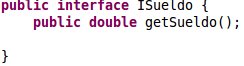 public interface ISueldo {
    public double getSueldo();

}